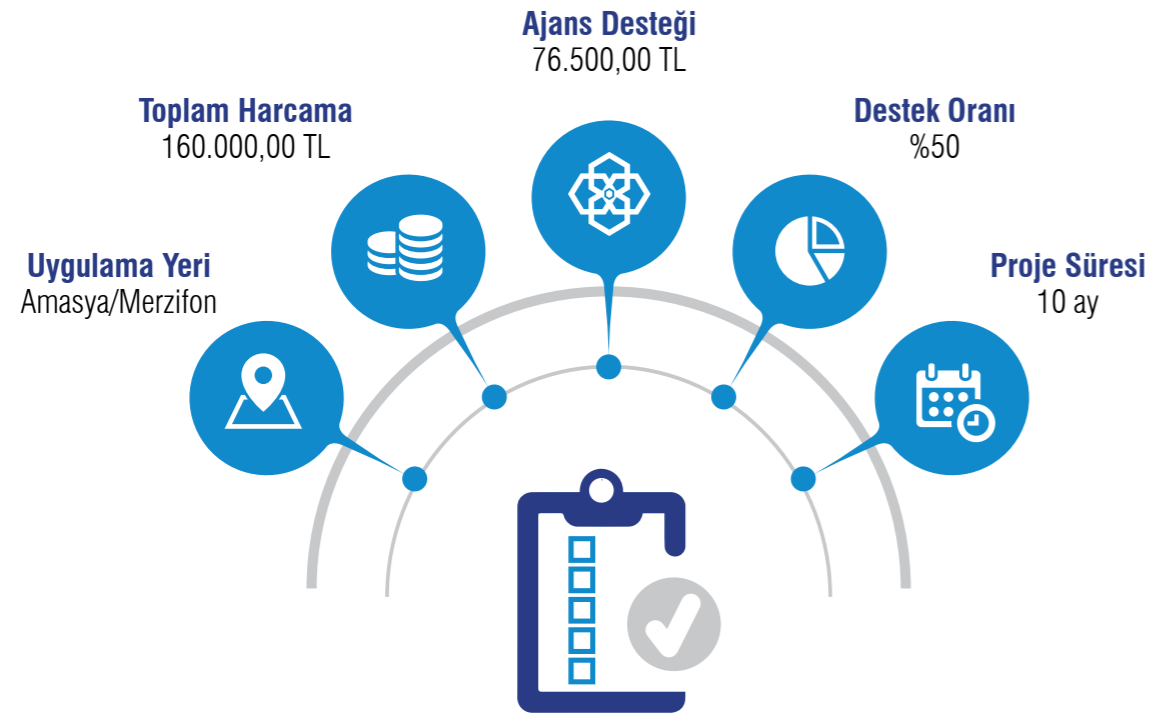 Ajans Desteği
76.500,00 TL
Toplam Harcama
160.000,00 TL
Destek Oranı
%50
Uygulama Yeri
Amasya/Merzifon
Proje Süresi
10 ay